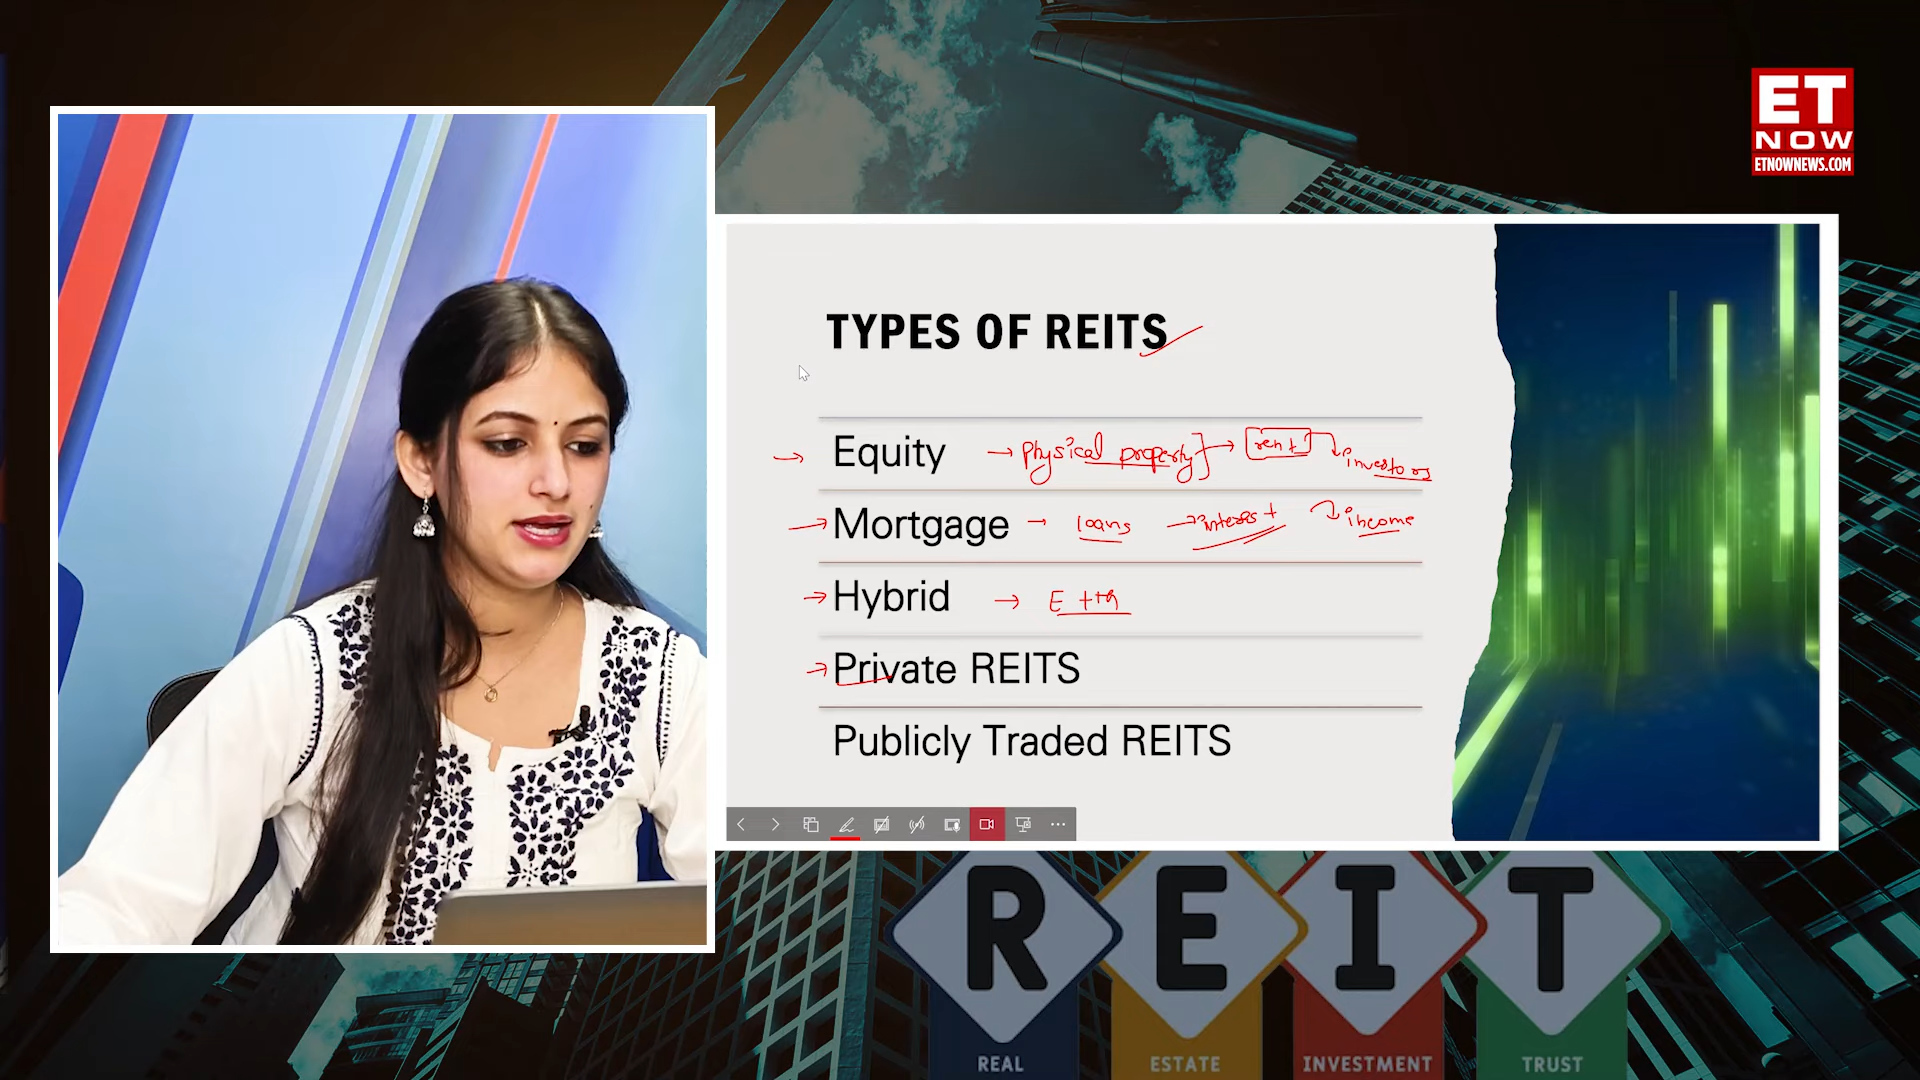 ET
NOW
ETNOWNEWS.COM
TYPES OF REITS
→ Equity → physical property] → rent → investors
→ Mortgage → loans → interest → income
→ Hybrid → E + M
→ Private REITS
Publicly Traded REITS
R E I T
REAL ESTATE INVESTMENT TRUST